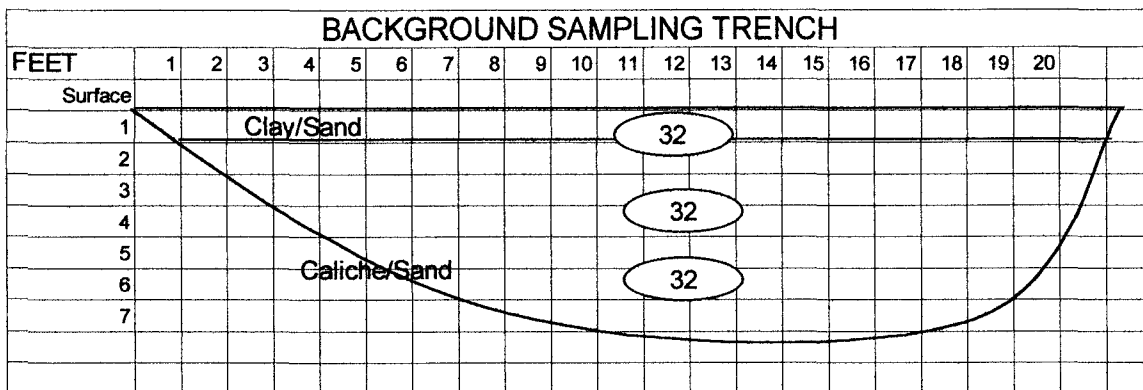 BACKGROUND SAMPLING TRENCH
FEET 1 2 3 4 5 6 7 8 9 10 11 12 13 14 15 16 17 18 19 20
Surface
1 Clay/Sand 32
2
3
32
4
5
Caliche/Sand 32
6
7